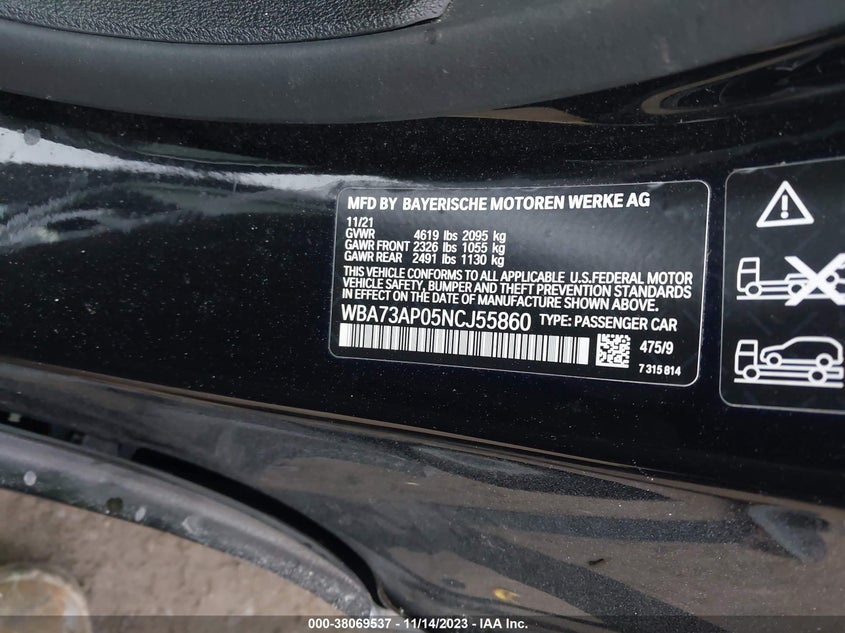 MFD BY BAYERISCHE MOTOREN WERKE AG
11/21
GVWR 4619 lbs 2095 kg
GAWR FRONT 2326 lbs 1055 kg
GAWR REAR 2491 lbs 1130 kg
THIS VEHICLE CONFORMS TO ALL APPLICABLE U.S.FEDERAL MOTOR
VEHICLE SAFETY, BUMPER AND THEFT PREVENTION STANDARDS
IN EFFECT ON THE DATE OF MANUFACTURE SHOWN ABOVE.
WBA73AP05NCJ55860 TYPE: PASSENGER CAR
475/9
7 315 814
000-38069537 - 11/14/2023 - IAA Inc.